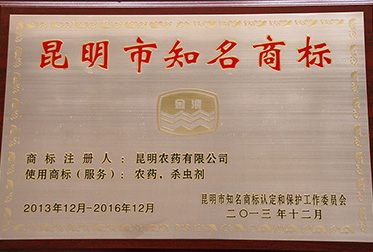 昆明市知名商标
商标注册人：昆明农药有限公司
使用商标（服务）：农药、杀虫剂
2013年12月-2016年12月
昆明市知名商标认定和保护工作委员会
二〇一三年十二月